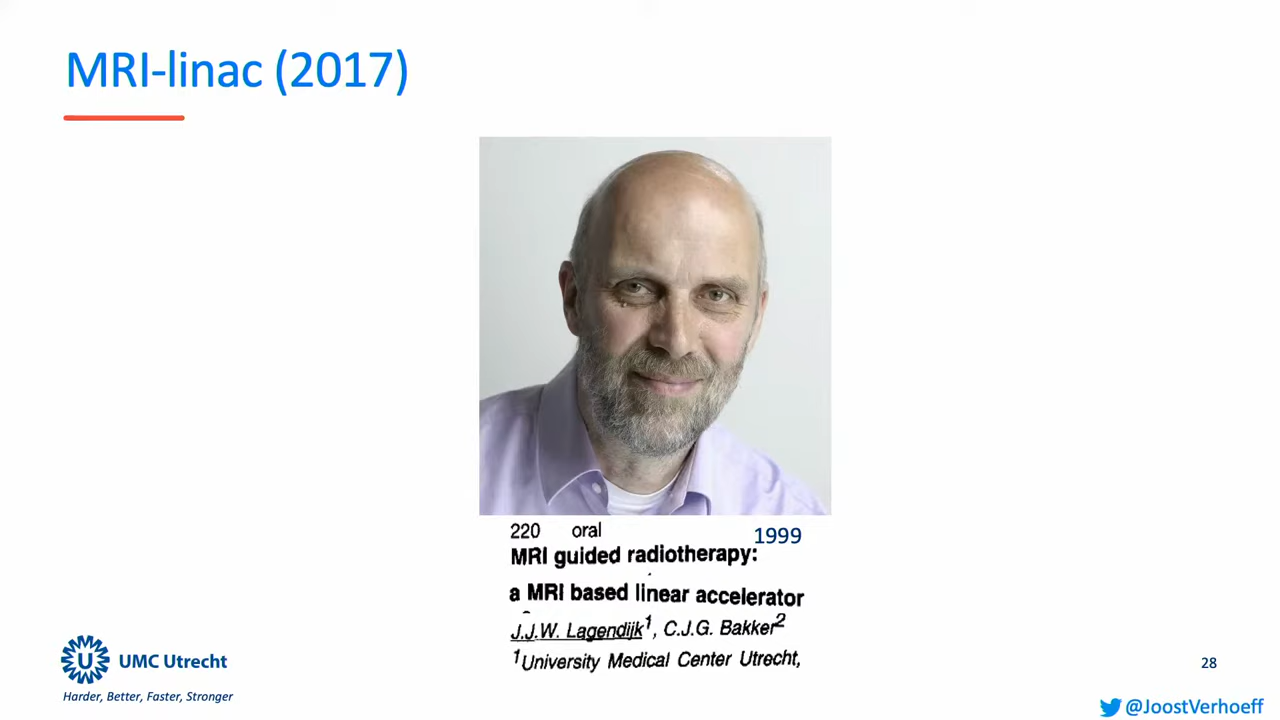 MRI-linac (2017)
220 oral 1999
MRI guided radiotherapy:
a MRI based linear accelerator
J.J.W. Lagendijk1, C.J.G. Bakker2
1University Medical Center Utrecht,
UMC Utrecht
Harder, Better, Faster, Stronger
28
@JoostVerhoeff